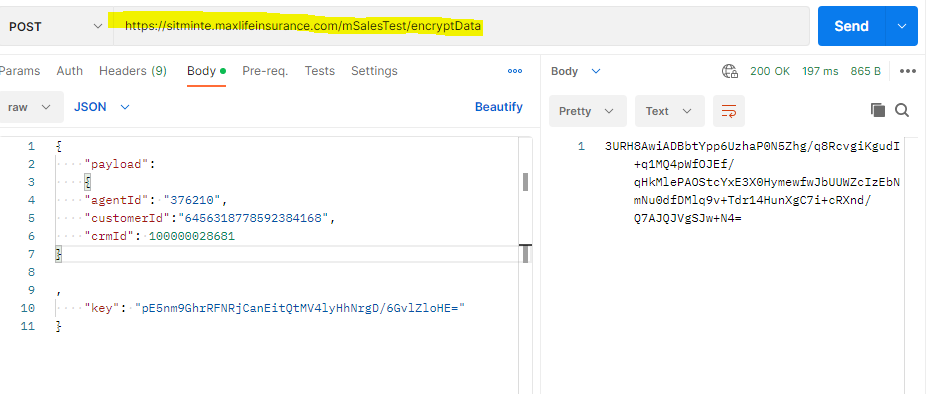 POST https://sitminte.maxlifeinsurance.com/mSalesTest/encryptData Send
Params Auth Headers (9) Body Pre-req. Tests Settings
raw JSON Beautify
1 {
2 "payload":
3 {
4 "agentId": "376210",
5 "customerId":"6456318778592384168",
6 "crmId": 100000028681
7 }
8
9 ,
10 "key": "pE5nm9GhrRFNRjCanEitQtMV4lyHhNrgD/6GvlZloHE="
11 }
Body 200 OK 197 ms 865 B
Pretty Text
1 3URH8AwiADBbtYpp6UzhaP0N5Zhg/q8RcvgiKgudI
+q1MQ4pWfOJEf/
qHkMlePAOStcYxE3X0HymewfwJbUUWZcIzEbN
mNu0dfDMlq9v+Tdr14HunXgC7i+cRXnd/
Q7AJQJVgSJw+N4=